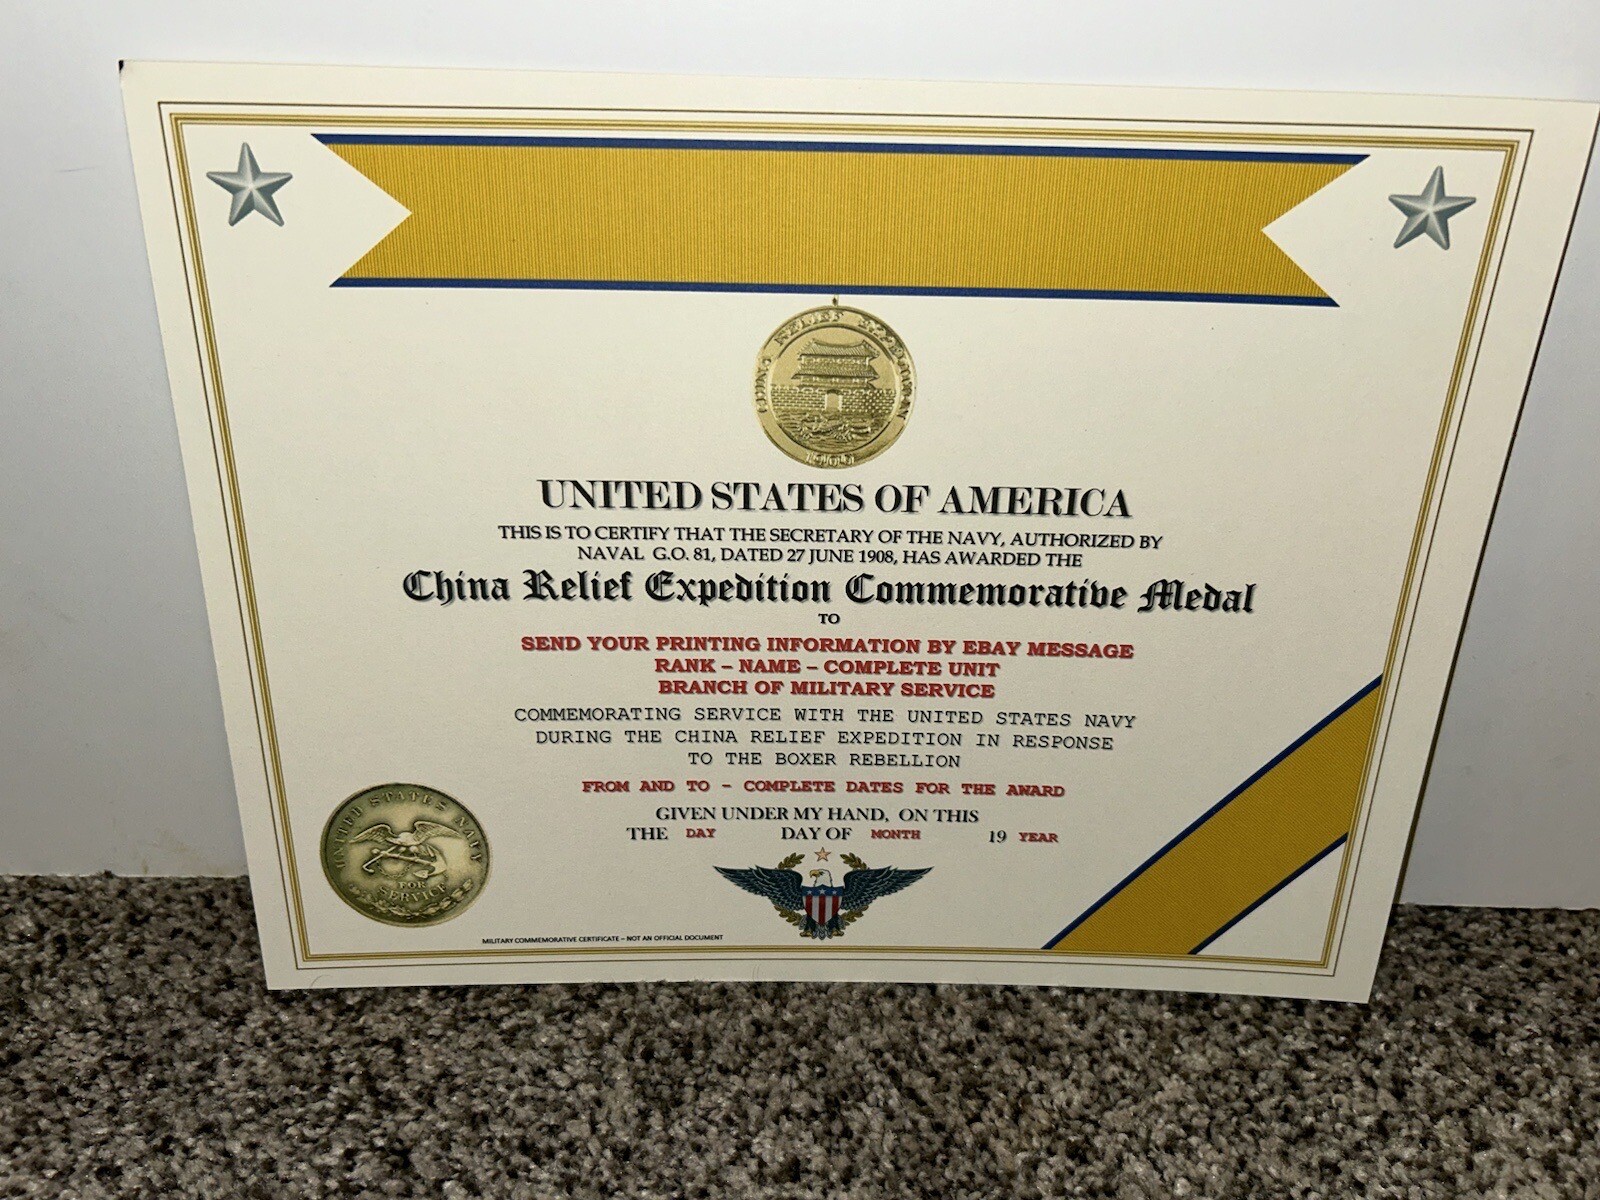 CHINA RELIEF EXPEDITION
1900
UNITED STATES OF AMERICA
THIS IS TO CERTIFY THAT THE SECRETARY OF THE NAVY, AUTHORIZED BY
NAVAL G.O. 81, DATED 27 JUNE 1908, HAS AWARDED THE
China Relief Expedition Commemorative Medal
TO
SEND YOUR PRINTING INFORMATION BY EBAY MESSAGE
RANK – NAME – COMPLETE UNIT
BRANCH OF MILITARY SERVICE
COMMEMORATING SERVICE WITH THE UNITED STATES NAVY
DURING THE CHINA RELIEF EXPEDITION IN RESPONSE
TO THE BOXER REBELLION
FROM AND TO – COMPLETE DATES FOR THE AWARD
GIVEN UNDER MY HAND, ON THIS
THE DAY DAY OF MONTH 19 YEAR
UNITED STATES NAVY
FOR
SERVICE
MILITARY COMMEMORATIVE CERTIFICATE – NOT AN OFFICIAL DOCUMENT